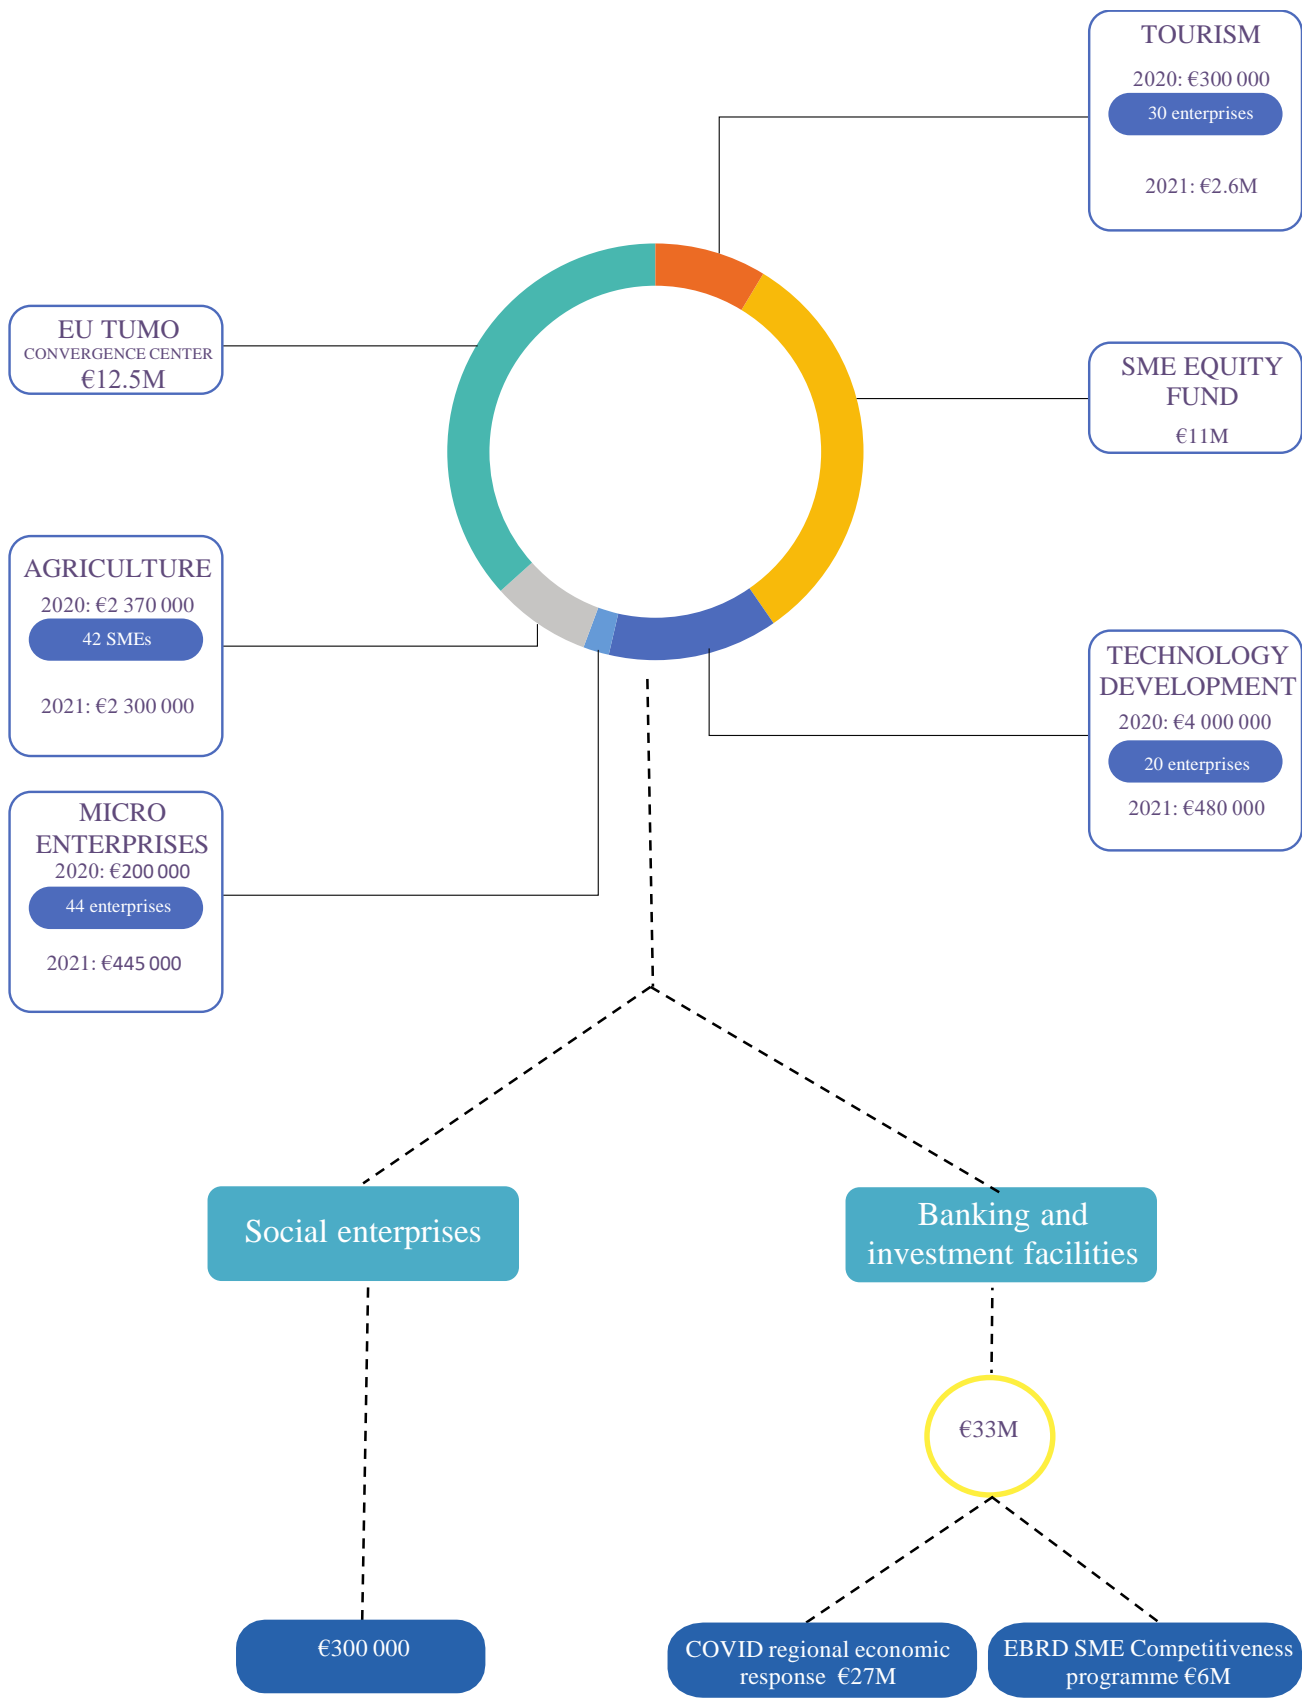 TOURISM
2020: €300 000
30 enterprises
2021: €2.6M
EU TUMO
CONVERGENCE CENTER
€12.5M
SME EQUITY
FUND
€11M
AGRICULTURE
2020: €2 370 000
42 SMEs
2021: €2 300 000
TECHNOLOGY
DEVELOPMENT
2020: €4 000 000
20 enterprises
2021: €480 000
MICRO
ENTERPRISES
2020: €200 000
44 enterprises
2021: €445 000
Social enterprises
Banking and
investment facilities
€33M
€300 000
COVID regional economic
response €27M
EBRD SME Competitiveness
programme €6M